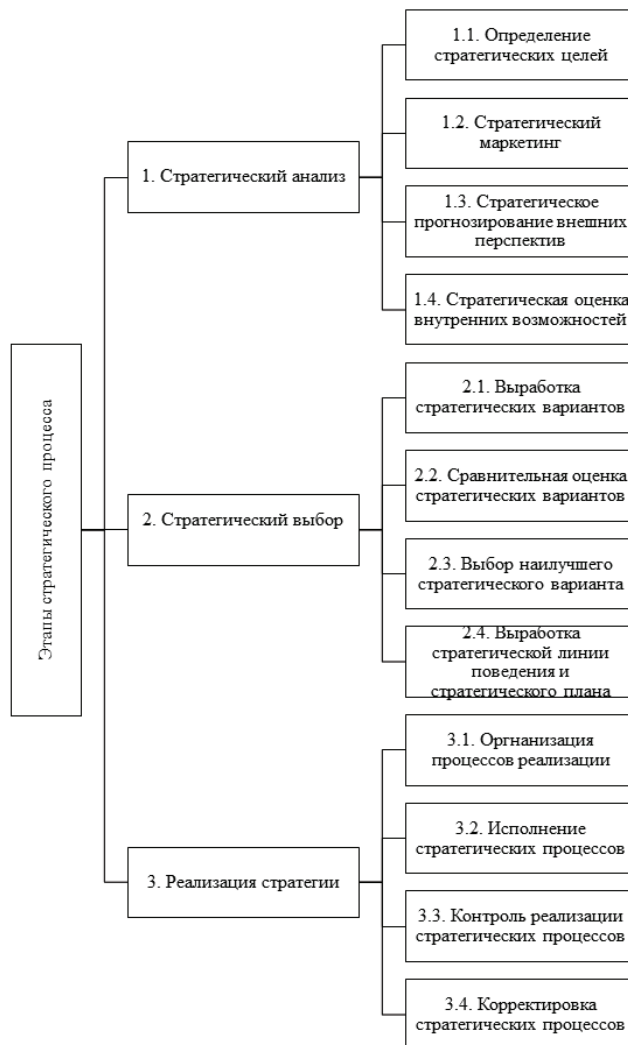 Этапы стратегического процесса
1. Стратегический анализ
1.1. Определение
стратегических целей
1.2. Стратегический
маркетинг
1.3. Стратегическое
прогнозирование внешних
перспектив
1.4. Стратегическая оценка
внутренних возможностей
2. Стратегический выбор
2.1. Выработка
стратегических вариантов
2.2. Сравнительная оценка
стратегических вариантов
2.3. Выбор наилучшего
стратегического варианта
2.4. Выработка
стратегической линии
поведения и
стратегического плана
3. Реализация стратегии
3.1. Оргнанизация
процессов реализации
3.2. Исполнение
стратегических процессов
3.3. Контроль реализации
стратегических процессов
3.4. Корректировка
стратегических процессов